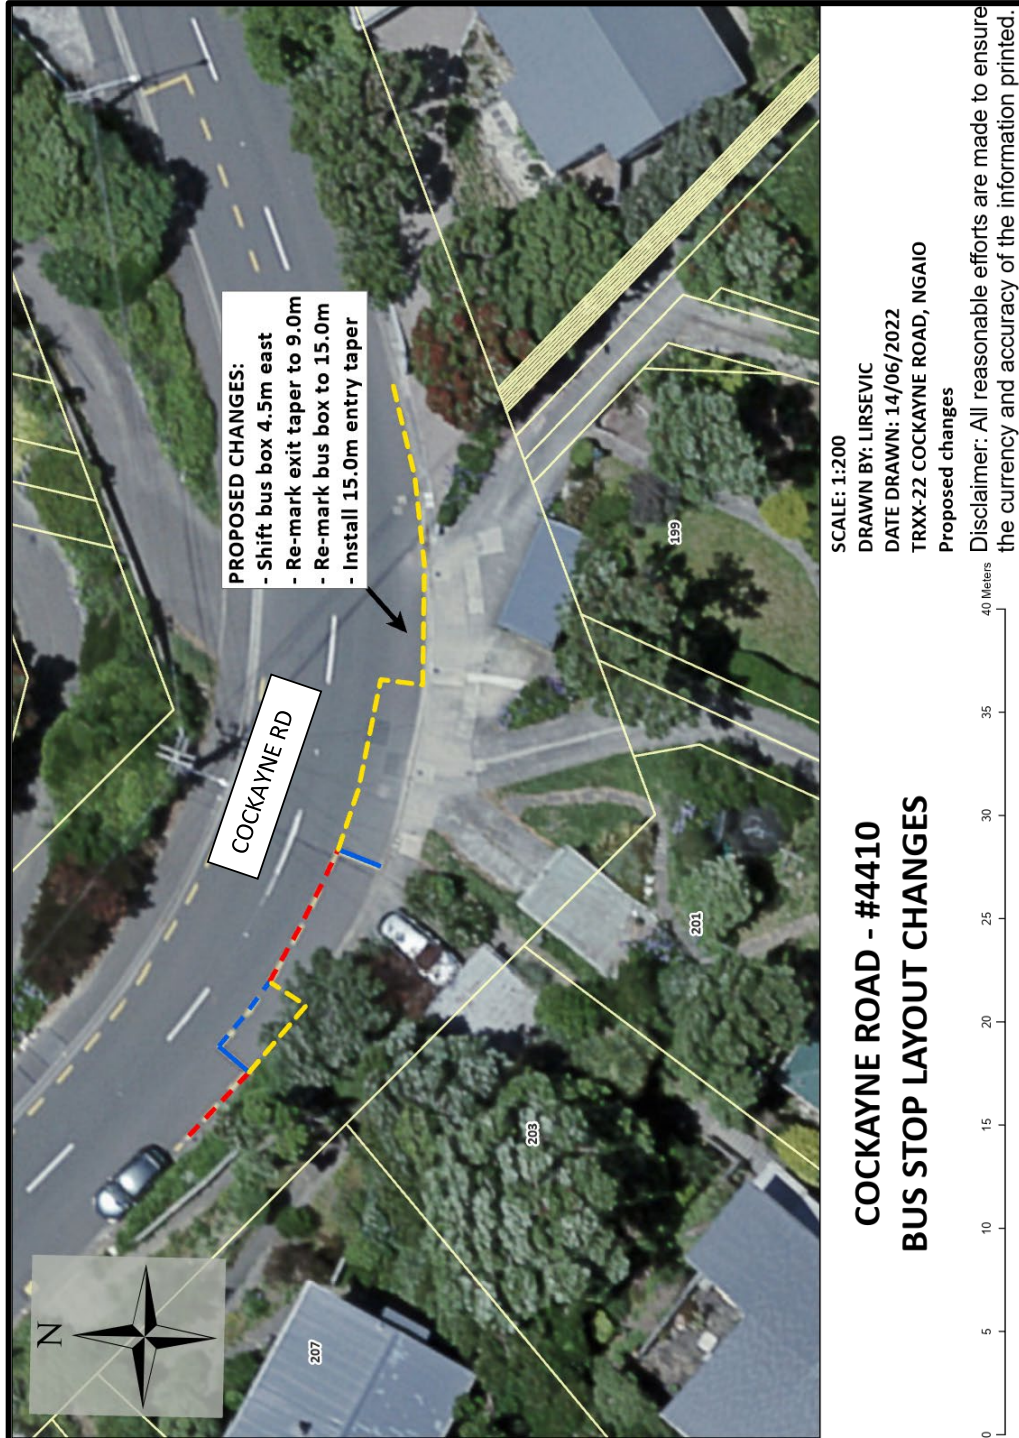 N
PROPOSED CHANGES:
- Shift bus box 4.5m east
- Re-mark exit taper to 9.0m
- Re-mark bus box to 15.0m
- Install 15.0m entry taper
COCKAYNE RD
207
203
201
199
COCKAYNE ROAD - #4410
BUS STOP LAYOUT CHANGES
0 5 10 15 20 25 30 35 40 Meters
SCALE: 1:200
DRAWN BY: LIRSEVIC
DATE DRAWN: 14/06/2022
TRXX-22 COCKAYNE ROAD, NGAIO
Proposed changes
Disclaimer: All reasonable efforts are made to ensure
the currency and accuracy of the information printed.